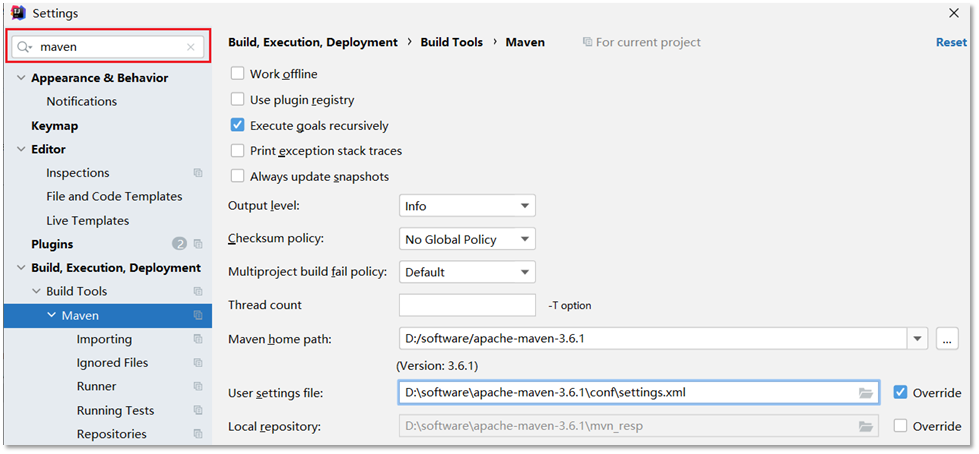 Settings
maven
Build, Execution, Deployment › Build Tools › Maven
For current project
Reset
Appearance & Behavior
Notifications
Keymap
Editor
Inspections
File and Code Templates
Live Templates
Plugins 2
Build, Execution, Deployment
Build Tools
Maven
Importing
Ignored Files
Runner
Running Tests
Repositories
Work offline
Use plugin registry
Execute goals recursively
Print exception stack traces
Always update snapshots
Output level: Info
Checksum policy: No Global Policy
Multiproject build fail policy: Default
Thread count -T option
Maven home path: D:/software/apache-maven-3.6.1 ...
(Version: 3.6.1)
User settings file: D:\software\apache-maven-3.6.1\conf\settings.xml Override
Local repository: D:\software\apache-maven-3.6.1\mvn_resp Override